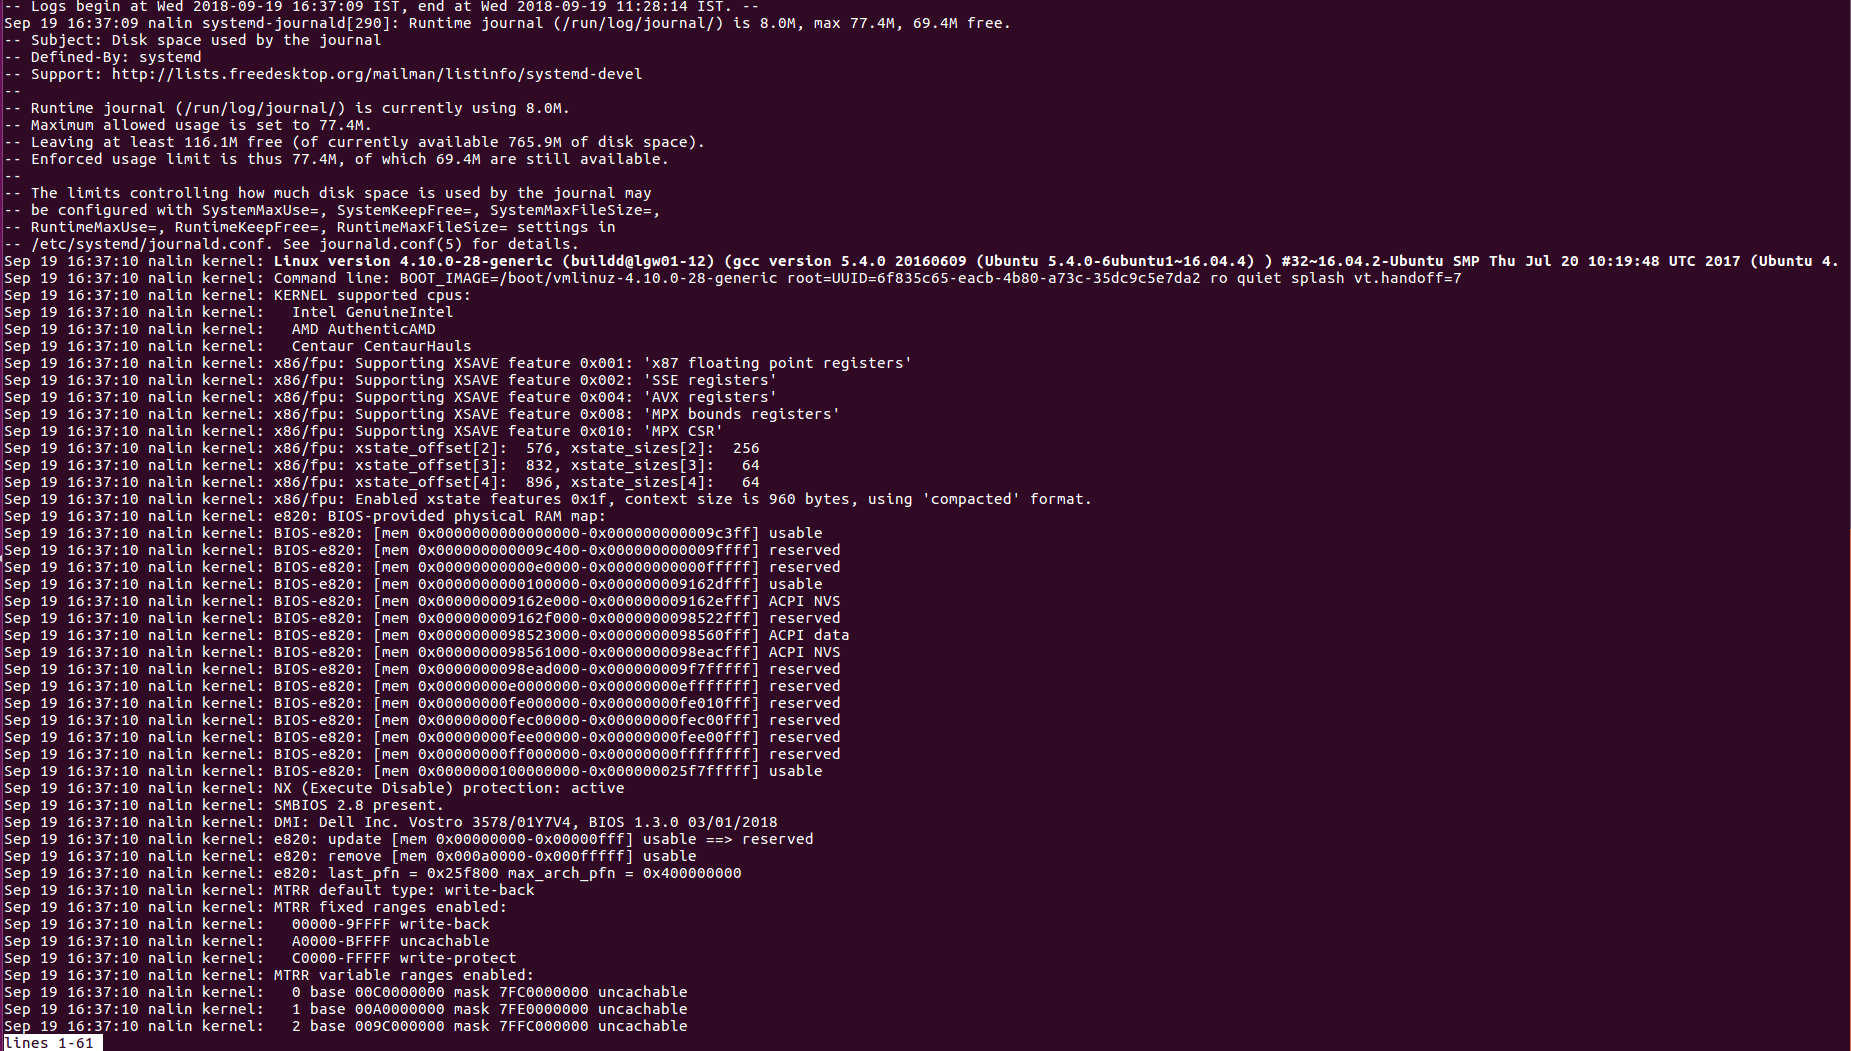 -- Logs begin at Wed 2018-09-19 16:37:09 IST, end at Wed 2018-09-19 11:28:14 IST. --
Sep 19 16:37:09 nalin systemd-journald[290]: Runtime journal (/run/log/journal/) is 8.0M, max 77.4M, 69.4M free.
-- Subject: Disk space used by the journal
-- Defined-By: systemd
-- Support: http://lists.freedesktop.org/mailman/listinfo/systemd-devel
--
-- Runtime journal (/run/log/journal/) is currently using 8.0M.
-- Maximum allowed usage is set to 77.4M.
-- Leaving at least 116.1M free (of currently available 765.9M of disk space).
-- Enforced usage limit is thus 77.4M, of which 69.4M are still available.
--
-- The limits controlling how much disk space is used by the journal may
-- be configured with SystemMaxUse=, SystemKeepFree=, SystemMaxFileSize=,
-- RuntimeMaxUse=, RuntimeKeepFree=, RuntimeMaxFileSize= settings in
-- /etc/systemd/journald.conf. See journald.conf(5) for details.
Sep 19 16:37:10 nalin kernel: Linux version 4.10.0-28-generic (buildd@lgw01-12) (gcc version 5.4.0 20160609 (Ubuntu 5.4.0-6ubuntu1~16.04.4) ) #32~16.04.2-Ubuntu SMP Thu Jul 20 10:19:48 UTC 2017 (Ubuntu 4.
Sep 19 16:37:10 nalin kernel: Command line: BOOT_IMAGE=/boot/vmlinuz-4.10.0-28-generic root=UUID=6f835c65-eacb-4b80-a73c-35dc9c5e7da2 ro quiet splash vt.handoff=7
Sep 19 16:37:10 nalin kernel: KERNEL supported cpus:
Sep 19 16:37:10 nalin kernel:   Intel GenuineIntel
Sep 19 16:37:10 nalin kernel:   AMD AuthenticAMD
Sep 19 16:37:10 nalin kernel:   Centaur CentaurHauls
Sep 19 16:37:10 nalin kernel: x86/fpu: Supporting XSAVE feature 0x001: 'x87 floating point registers'
Sep 19 16:37:10 nalin kernel: x86/fpu: Supporting XSAVE feature 0x002: 'SSE registers'
Sep 19 16:37:10 nalin kernel: x86/fpu: Supporting XSAVE feature 0x004: 'AVX registers'
Sep 19 16:37:10 nalin kernel: x86/fpu: Supporting XSAVE feature 0x008: 'MPX bounds registers'
Sep 19 16:37:10 nalin kernel: x86/fpu: Supporting XSAVE feature 0x010: 'MPX CSR'
Sep 19 16:37:10 nalin kernel: x86/fpu: xstate_offset[2]:  576, xstate_sizes[2]:  256
Sep 19 16:37:10 nalin kernel: x86/fpu: xstate_offset[3]:  832, xstate_sizes[3]:   64
Sep 19 16:37:10 nalin kernel: x86/fpu: xstate_offset[4]:  896, xstate_sizes[4]:   64
Sep 19 16:37:10 nalin kernel: x86/fpu: Enabled xstate features 0x1f, context size is 960 bytes, using 'compacted' format.
Sep 19 16:37:10 nalin kernel: e820: BIOS-provided physical RAM map:
Sep 19 16:37:10 nalin kernel: BIOS-e820: [mem 0x0000000000000000-0x000000000009c3ff] usable
Sep 19 16:37:10 nalin kernel: BIOS-e820: [mem 0x000000000009c400-0x000000000009ffff] reserved
Sep 19 16:37:10 nalin kernel: BIOS-e820: [mem 0x00000000000e0000-0x00000000000fffff] reserved
Sep 19 16:37:10 nalin kernel: BIOS-e820: [mem 0x0000000000100000-0x000000009162dfff] usable
Sep 19 16:37:10 nalin kernel: BIOS-e820: [mem 0x000000009162e000-0x000000009162efff] ACPI NVS
Sep 19 16:37:10 nalin kernel: BIOS-e820: [mem 0x000000009162f000-0x0000000098522fff] reserved
Sep 19 16:37:10 nalin kernel: BIOS-e820: [mem 0x0000000098523000-0x0000000098560fff] ACPI data
Sep 19 16:37:10 nalin kernel: BIOS-e820: [mem 0x0000000098561000-0x0000000098eacfff] ACPI NVS
Sep 19 16:37:10 nalin kernel: BIOS-e820: [mem 0x0000000098ead000-0x000000009f7fffff] reserved
Sep 19 16:37:10 nalin kernel: BIOS-e820: [mem 0x00000000e0000000-0x00000000efffffff] reserved
Sep 19 16:37:10 nalin kernel: BIOS-e820: [mem 0x00000000fe000000-0x00000000fe010fff] reserved
Sep 19 16:37:10 nalin kernel: BIOS-e820: [mem 0x00000000fec00000-0x00000000fec00fff] reserved
Sep 19 16:37:10 nalin kernel: BIOS-e820: [mem 0x00000000fee00000-0x00000000fee00fff] reserved
Sep 19 16:37:10 nalin kernel: BIOS-e820: [mem 0x00000000ff000000-0x00000000ffffffff] reserved
Sep 19 16:37:10 nalin kernel: BIOS-e820: [mem 0x0000000100000000-0x000000025f7fffff] usable
Sep 19 16:37:10 nalin kernel: NX (Execute Disable) protection: active
Sep 19 16:37:10 nalin kernel: SMBIOS 2.8 present.
Sep 19 16:37:10 nalin kernel: DMI: Dell Inc. Vostro 3578/01Y7V4, BIOS 1.3.0 03/01/2018
Sep 19 16:37:10 nalin kernel: e820: update [mem 0x00000000-0x00000fff] usable ==> reserved
Sep 19 16:37:10 nalin kernel: e820: remove [mem 0x000a0000-0x000fffff] usable
Sep 19 16:37:10 nalin kernel: e820: last_pfn = 0x25f800 max_arch_pfn = 0x400000000
Sep 19 16:37:10 nalin kernel: MTRR default type: write-back
Sep 19 16:37:10 nalin kernel: MTRR fixed ranges enabled:
Sep 19 16:37:10 nalin kernel:   00000-9FFFF write-back
Sep 19 16:37:10 nalin kernel:   A0000-BFFFF uncachable
Sep 19 16:37:10 nalin kernel:   C0000-FFFFF write-protect
Sep 19 16:37:10 nalin kernel: MTRR variable ranges enabled:
Sep 19 16:37:10 nalin kernel:   0 base 00C0000000 mask 7FC0000000 uncachable
Sep 19 16:37:10 nalin kernel:   1 base 00A0000000 mask 7FE0000000 uncachable
Sep 19 16:37:10 nalin kernel:   2 base 009C000000 mask 7FFC000000 uncachable
lines 1-61